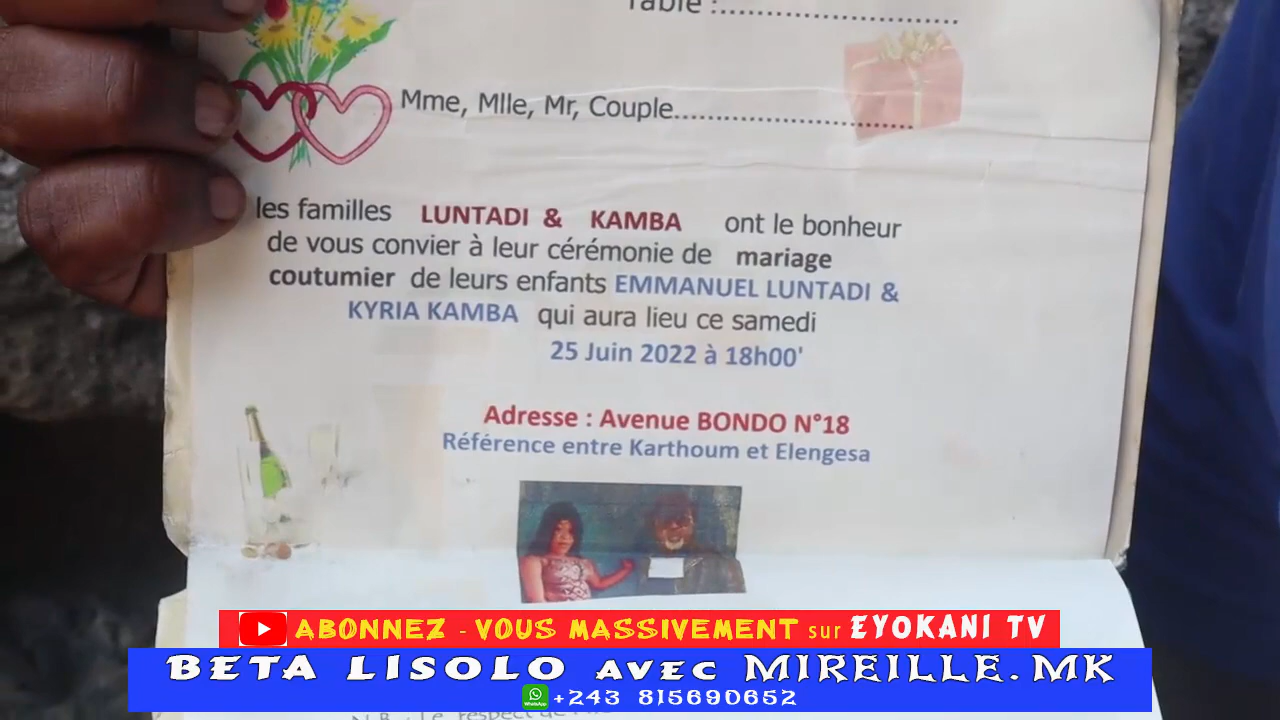 Table :............................
Mme, Mlle, Mr, Couple.............................
les familles LUNTADI & KAMBA ont le bonheur
de vous convier à leur cérémonie de mariage
coutumier de leurs enfants EMMANUEL LUNTADI &
KYRIA KAMBA qui aura lieu ce samedi
25 Juin 2022 à 18h00'
Adresse : Avenue BONDO N°18
Référence entre Karthoum et Elengesa
ABONNEZ - VOUS MASSIVEMENT sur EYOKANI TV
BETA LISOLO AVEC MIREILLE.MK
WhatsApp +243 815690652